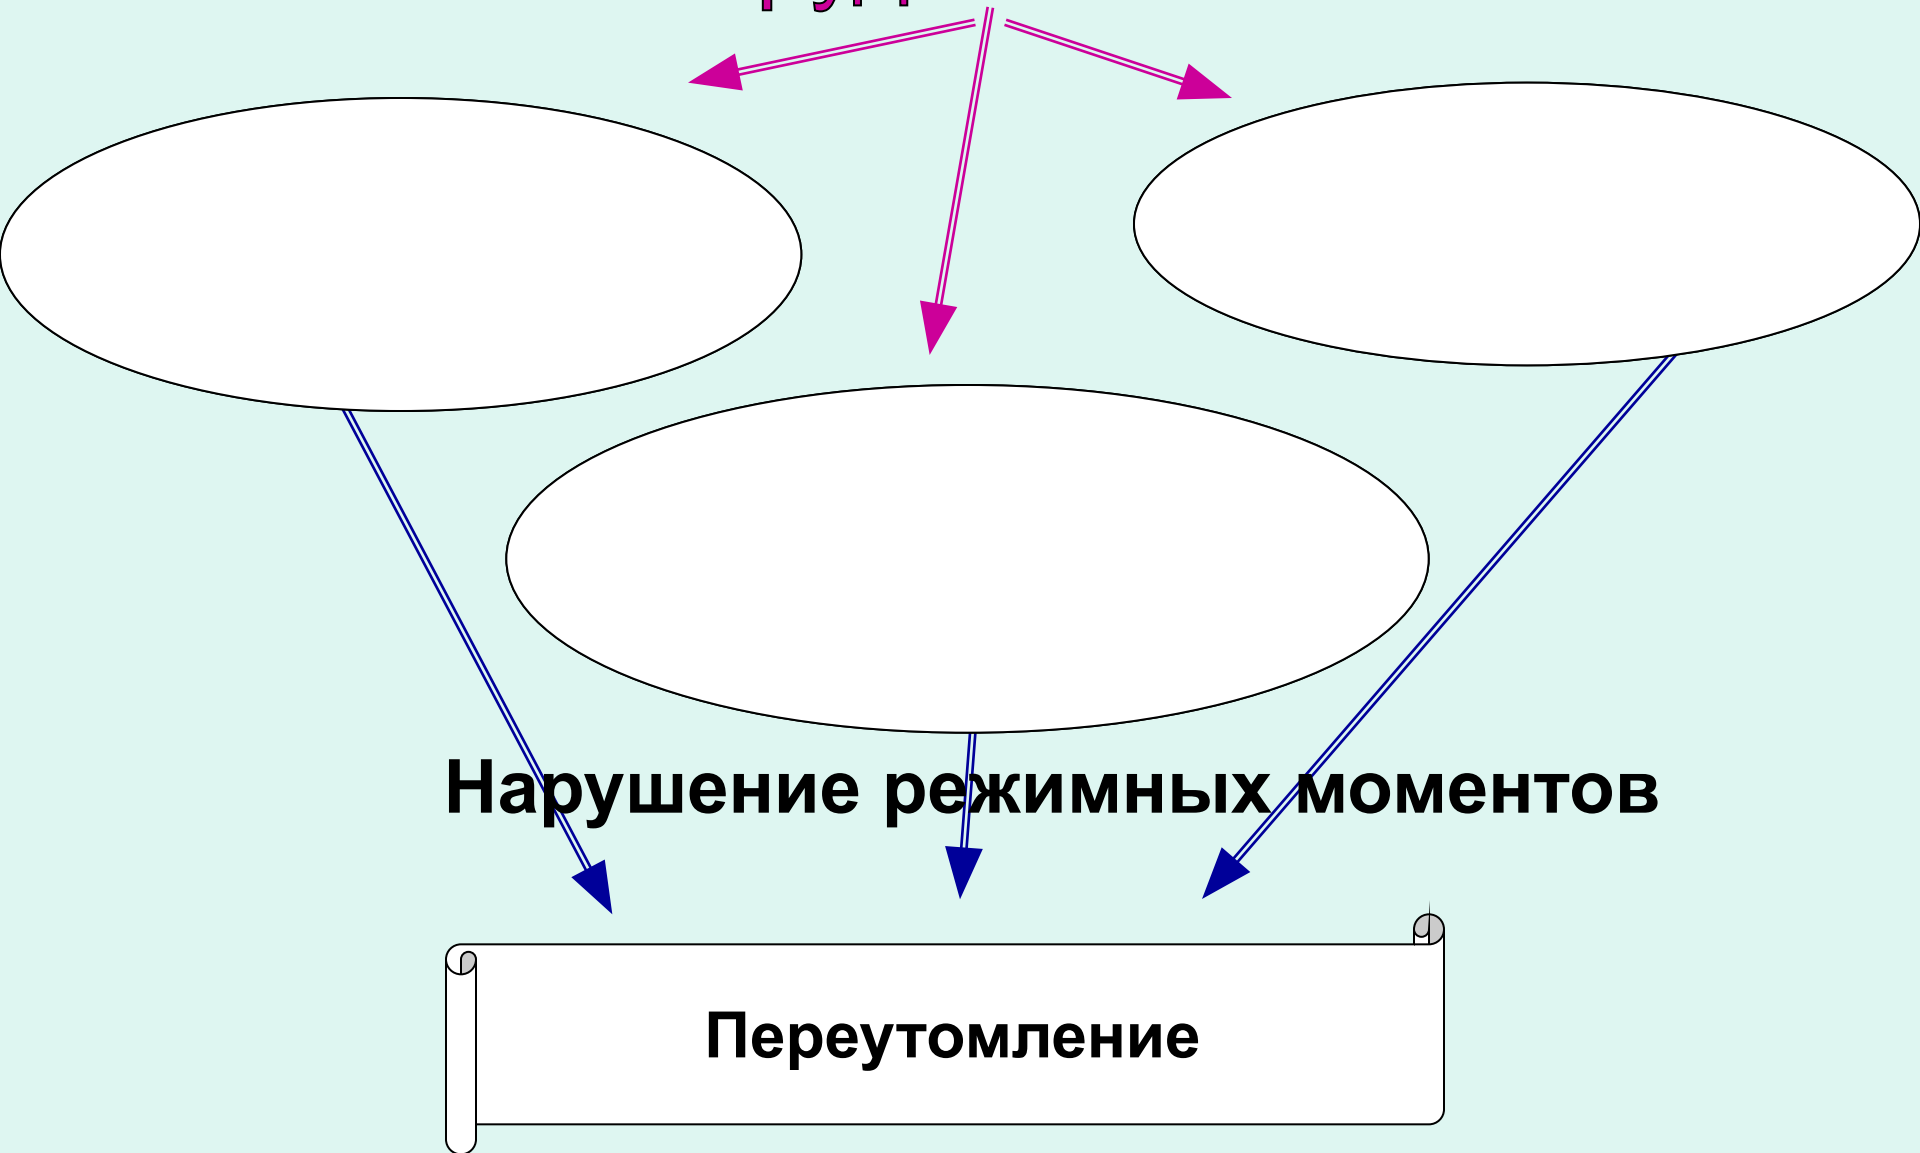 Нарушение режимных моментов
Переутомление